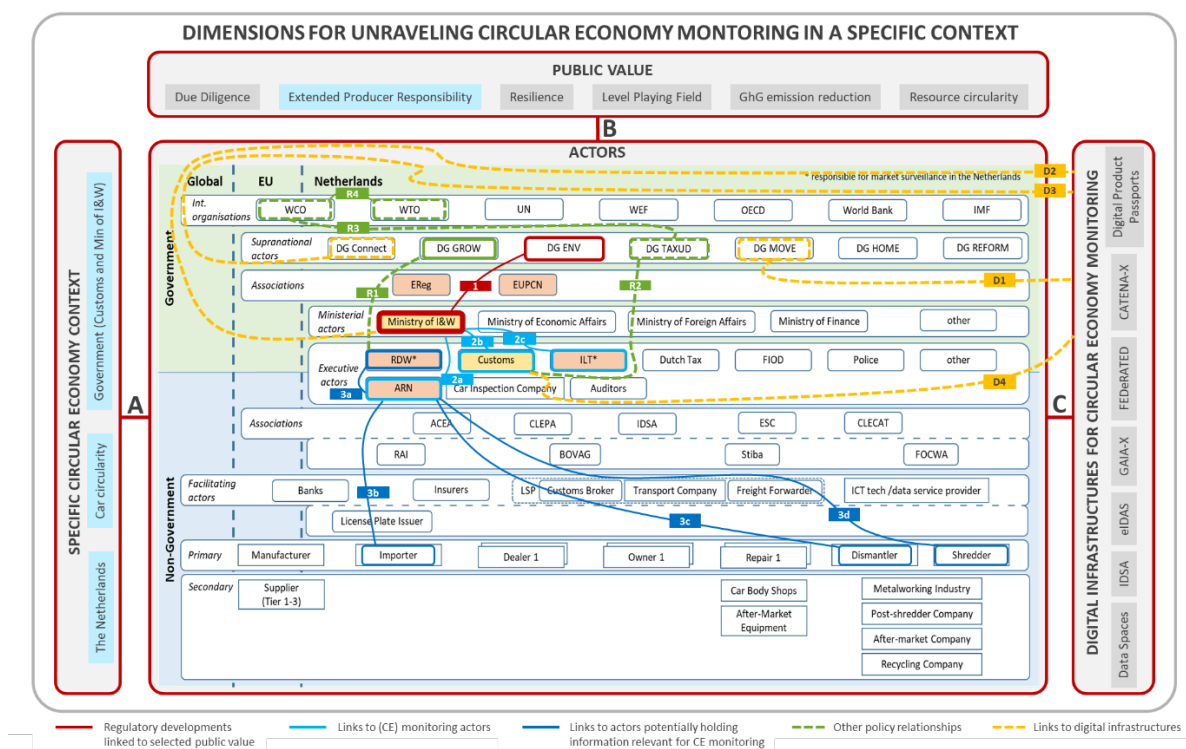 DIMENSIONS FOR UNRAVELING CIRCULAR ECONOMY MONTORING IN A SPECIFIC CONTEXT
PUBLIC VALUE
Due Diligence
Extended Producer Responsibility
Resilience
Level Playing Field
GhG emission reduction
Resource circularity
B
SPECIFIC CIRCULAR ECONOMY CONTEXT
Government (Customs and Min of I&W)
Car circularity
The Netherlands
A
ACTORS
Global
EU
Netherlands
* responsible for market surveillance in the Netherlands
D2
D3
R4
Government
Int.
organisations
WCO
WTO
UN
WEF
OECD
World Bank
IMF
R3
Supranational
actors
DG Connect
DG GROW
DG ENV
DG TAXUD
DG MOVE
DG HOME
DG REFORM
D1
Associations
R1
EReg
1
EUPCN
R2
Ministerial
actors
Ministry of I&W
Ministry of Economic Affairs
Ministry of Foreign Affairs
Ministry of Finance
other
2b
2c
Executive
actors
RDW*
Customs
ILT*
Dutch Tax
FIOD
Police
other
2a
D4
3a
ARN
Car Inspection Company
Auditors
Non-Government
Associations
ACEA
CLEPA
IDSA
ESC
CLECAT
RAI
BOVAG
Stiba
FOCWA
Facilitating
actors
Banks
3b
Insurers
LSP
Customs Broker
Transport Company
Freight Forwarder
ICT tech /data service provider
3c
3d
License Plate Issuer
Primary
Manufacturer
Importer
Dealer 1
Owner 1
Repair 1
Dismantler
Shredder
Secondary
Supplier
(Tier 1-3)
Car Body Shops
After-Market
Equipment
Metalworking Industry
Post-shredder Company
After-market Company
Recycling Company
C
DIGITAL INFRASTRUCTURES FOR CIRCULAR ECONOMY MONITORING
Digital Product
Passports
CATENA-X
FEDeRATED
GAIA-X
eIDAS
IDSA
Data Spaces
Regulatory developments
linked to selected public value
Links to (CE) monitoring actors
Links to actors potentially holding
information relevant for CE monitoring
Other policy relationships
Links to digital infrastructures